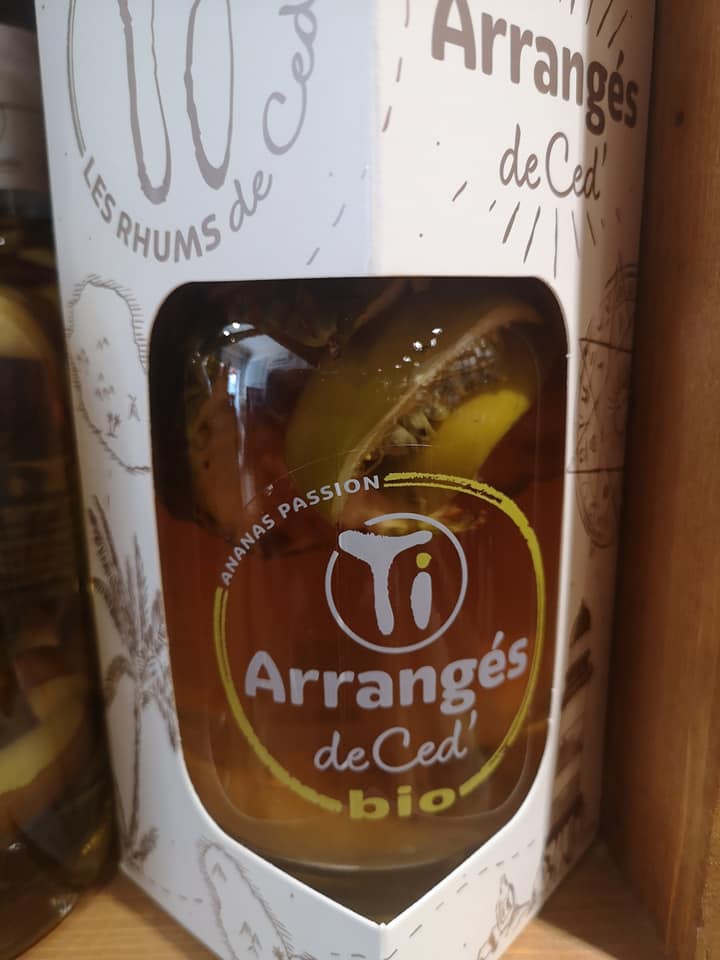 LES RHUMS de Ced
Arrangés
de Ced'
ANANAS PASSION
Ti
Arrangés
de Ced'
bio